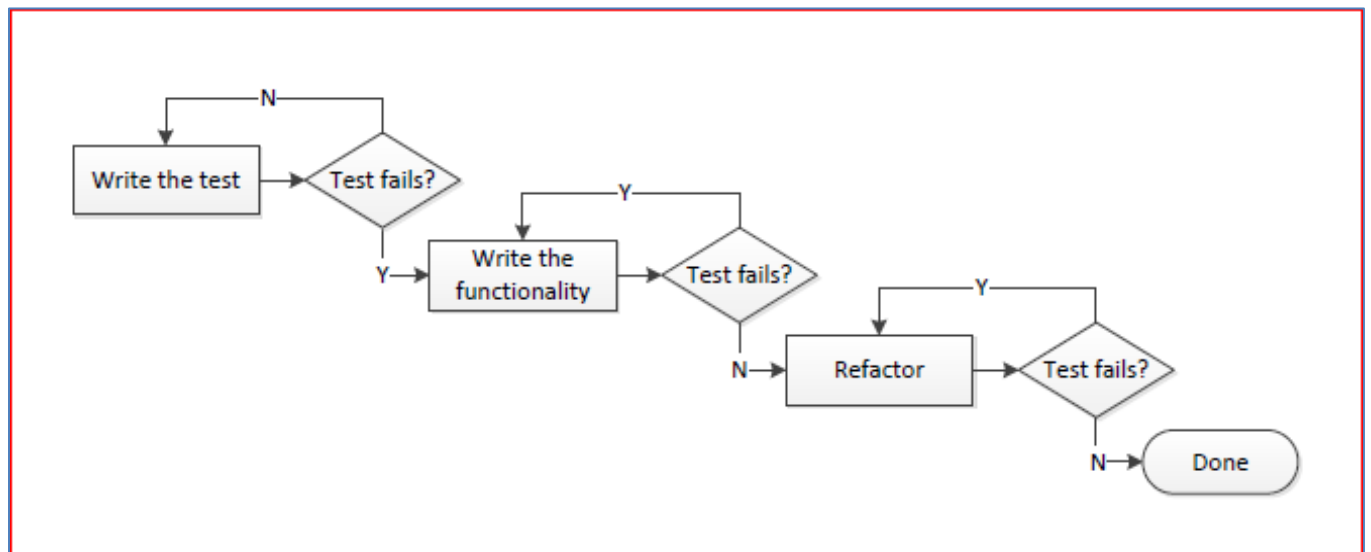 N
Write the test
Test fails?
Y
Y
Write the
functionality
Test fails?
N
Y
Refactor
Test fails?
N
Done